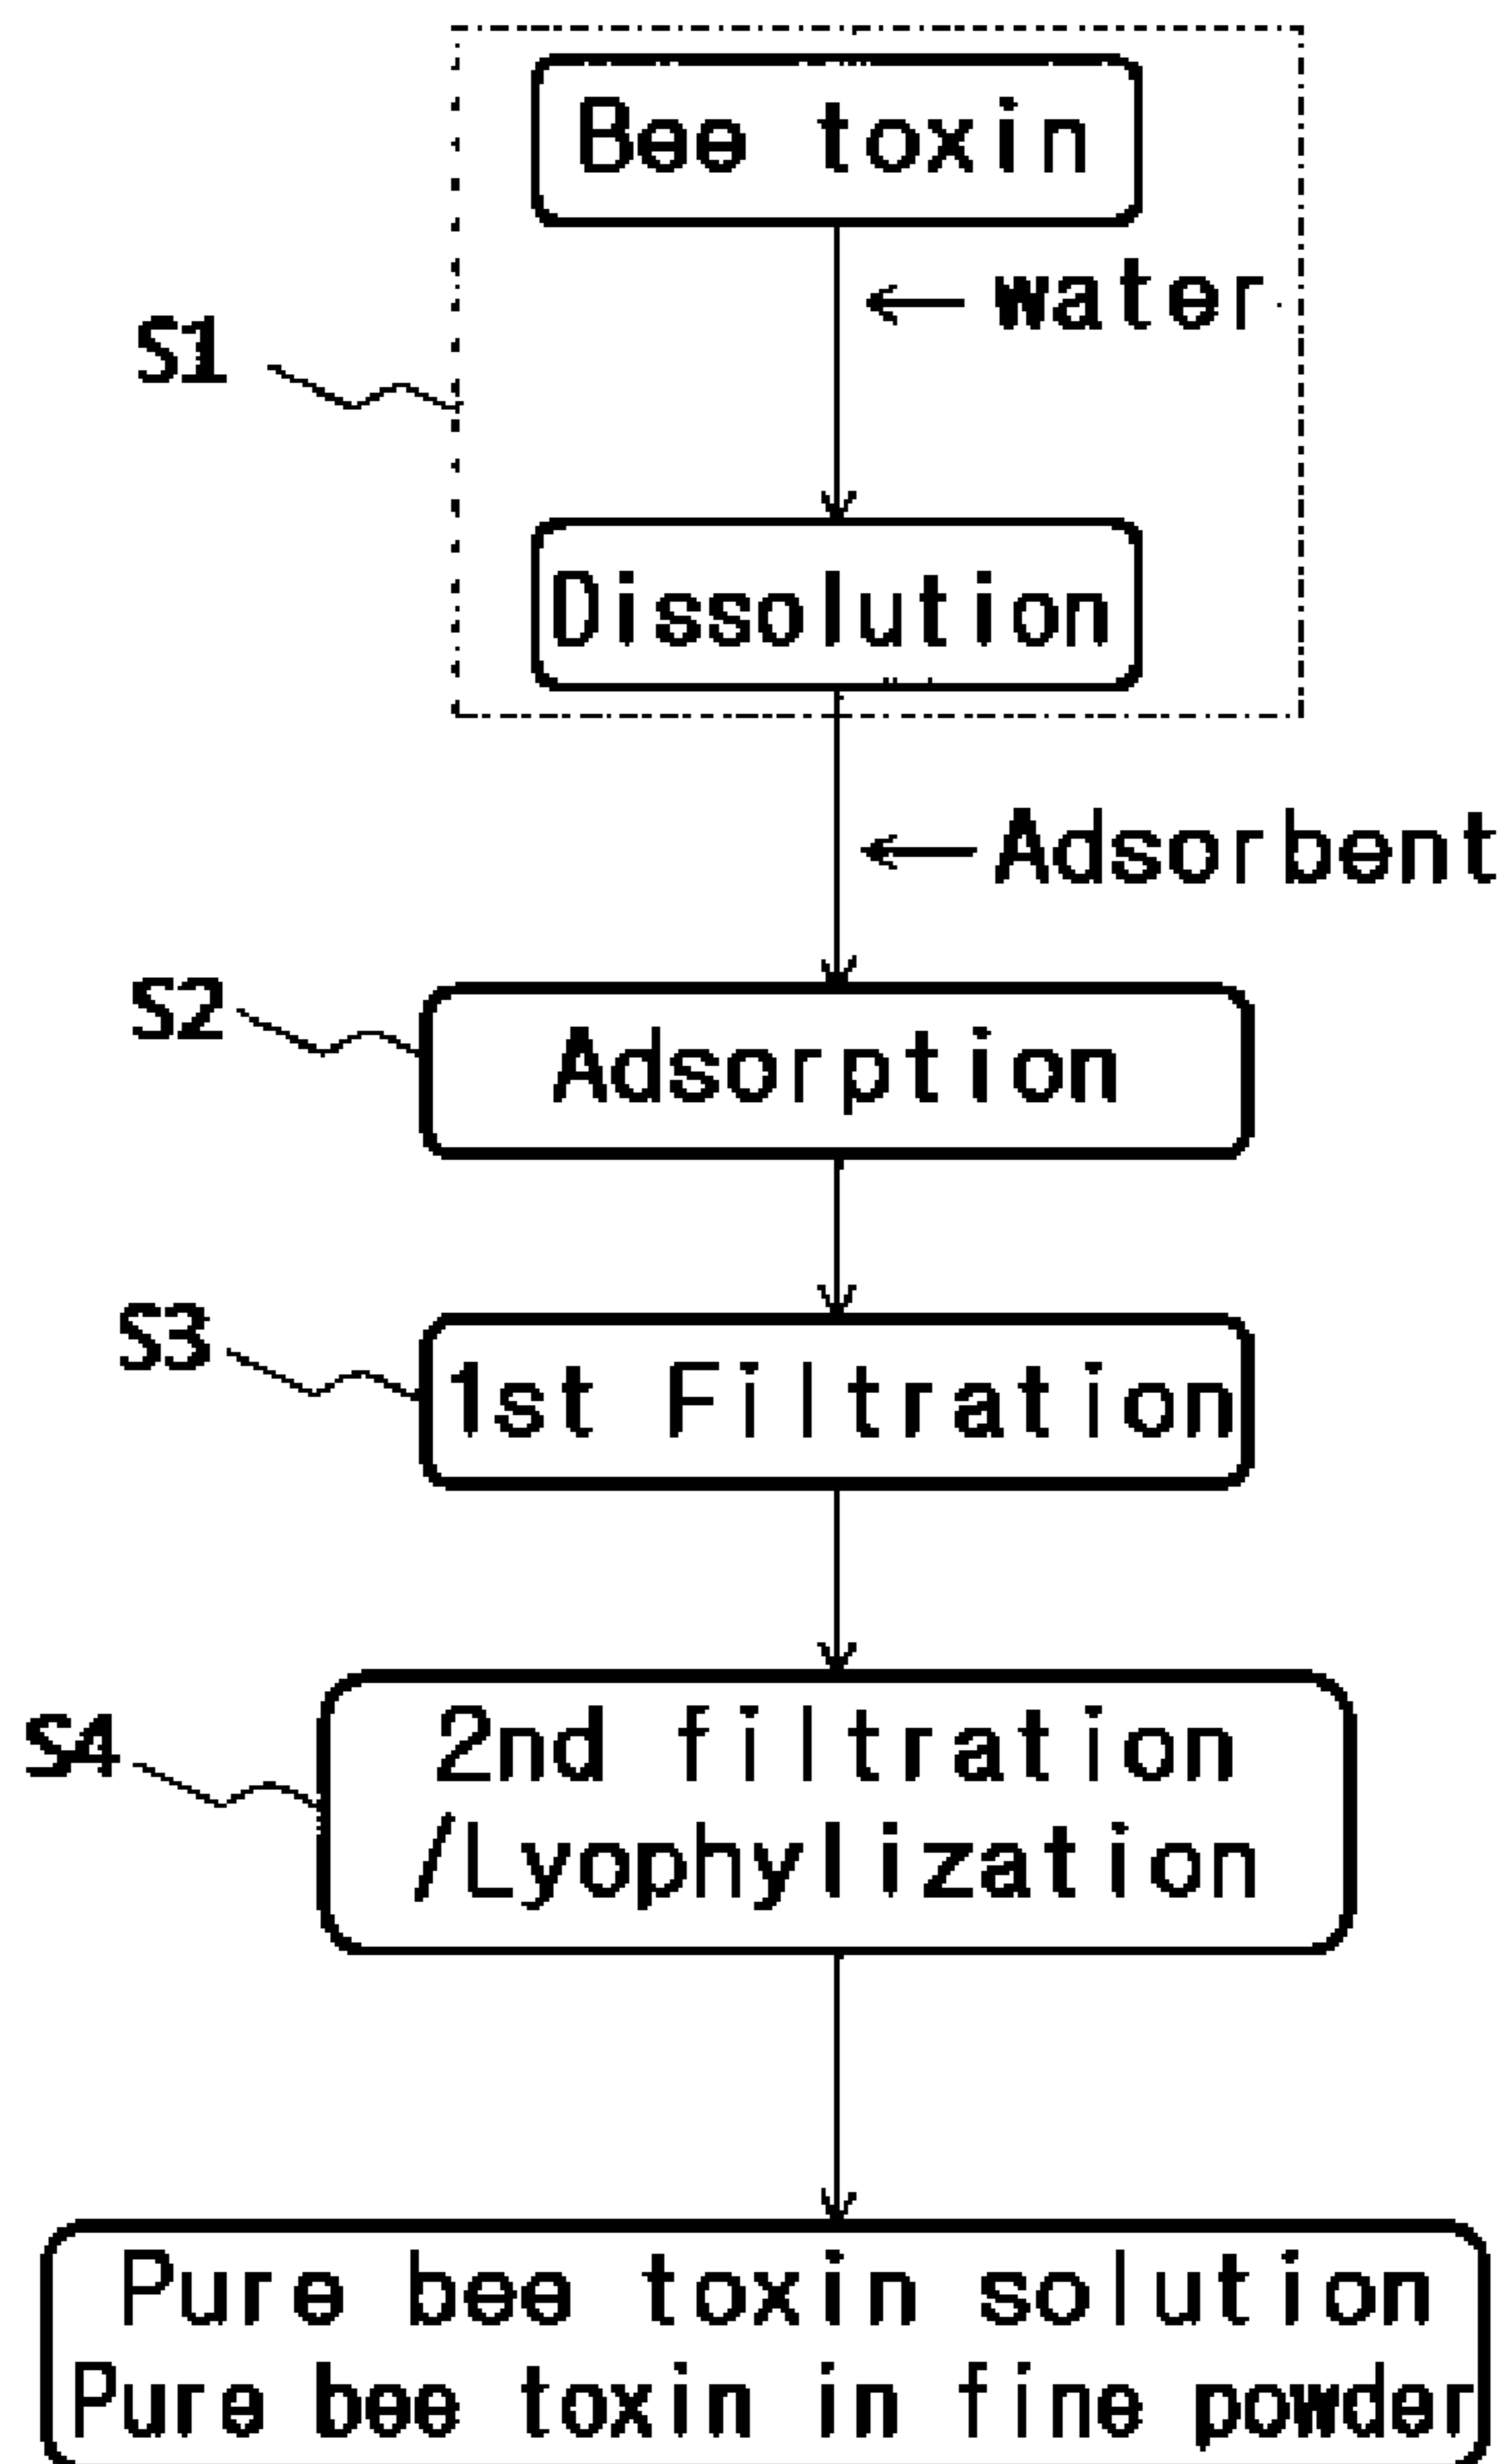 Bee toxin
water
S1
Dissolution
Adsorbent
S2
Adsorption
S3
1st Filtration
S4
2nd filtration
/Lyophylization
Pure bee toxin solution
Pure bee toxin in fine powder